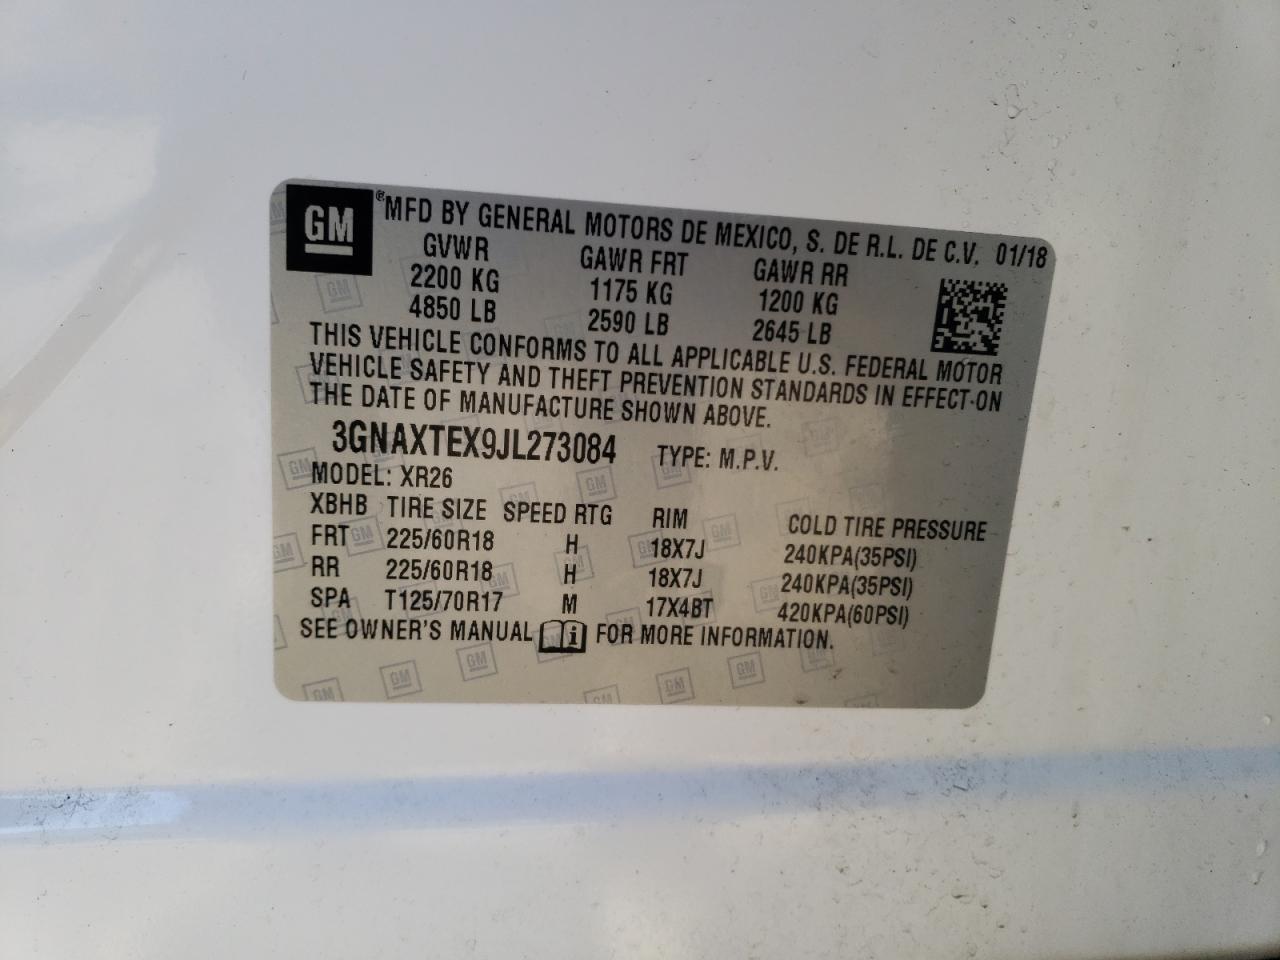 GM ® MFD BY GENERAL MOTORS DE MEXICO, S. DE R.L. DE C.V. 01/18
GVWR GAWR FRT GAWR RR
2200 KG 1175 KG 1200 KG
4850 LB 2590 LB 2645 LB
THIS VEHICLE CONFORMS TO ALL APPLICABLE U.S. FEDERAL MOTOR
VEHICLE SAFETY AND THEFT PREVENTION STANDARDS IN EFFECT ON
THE DATE OF MANUFACTURE SHOWN ABOVE.
3GNAXTEX9JL273084 TYPE: M.P.V.
MODEL: XR26
XBHB TIRE SIZE SPEED RTG RIM COLD TIRE PRESSURE
FRT 225/60R18 H 18X7J 240KPA(35PSI)
RR 225/60R18 H 18X7J 240KPA(35PSI)
SPA T125/70R17 M 17X4BT 420KPA(60PSI)
SEE OWNER'S MANUAL i FOR MORE INFORMATION.